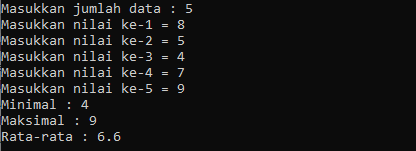 Masukkan jumlah data : 5
Masukkan nilai ke-1 = 8
Masukkan nilai ke-2 = 5
Masukkan nilai ke-3 = 4
Masukkan nilai ke-4 = 7
Masukkan nilai ke-5 = 9
Minimal : 4
Maksimal : 9
Rata-rata : 6.6